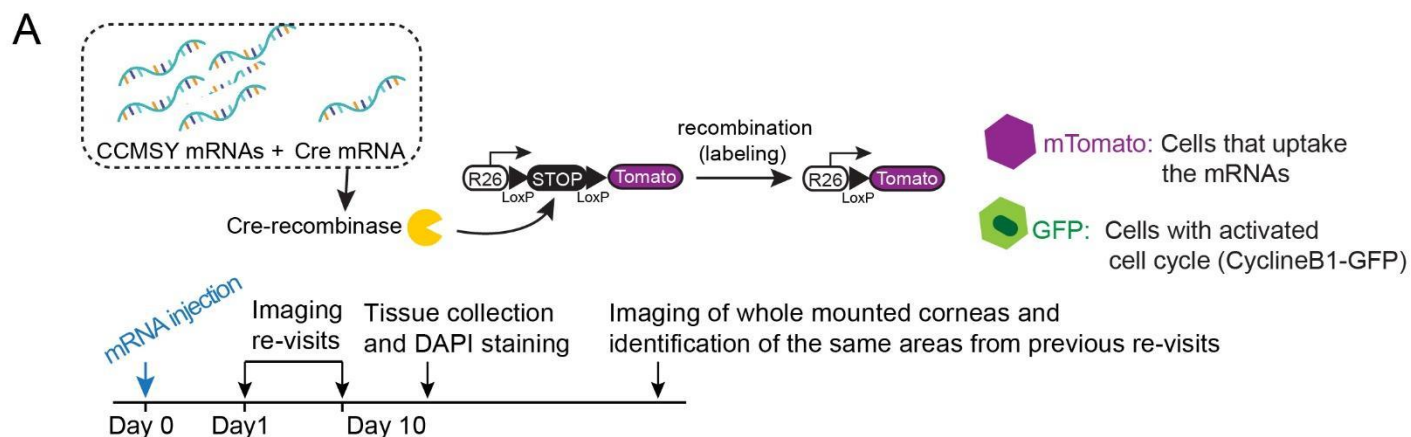 A
CCMSY mRNAs + Cre mRNA
Cre-recombinase
R26
STOP
Tomato
LoxP
LoxP
recombination
(labeling)
R26
Tomato
LoxP
mTomato: Cells that uptake
the mRNAs
GFP: Cells with activated
cell cycle (CyclineB1-GFP)
mRNA injection
Imaging
re-visits
Tissue collection
and DAPI staining
Imaging of whole mounted corneas and
identification of the same areas from previous re-visits
Day 0
Day1
Day 10